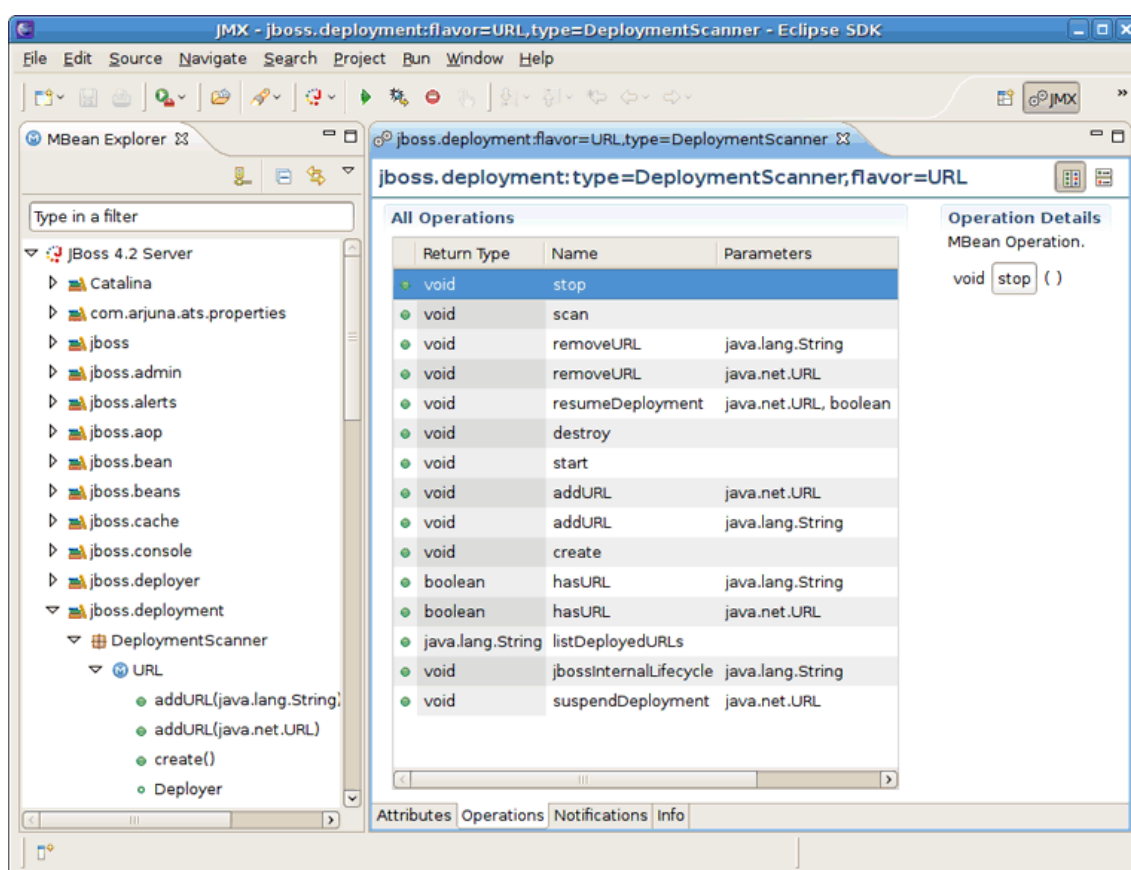 JMX - jboss.deployment:flavor=URL,type=DeploymentScanner - Eclipse SDK
File Edit Source Navigate Search Project Run Window Help
JMX »
MBean Explorer
Type in a filter
JBoss 4.2 Server
Catalina
com.arjuna.ats.properties
jboss
jboss.admin
jboss.alerts
jboss.aop
jboss.bean
jboss.beans
jboss.cache
jboss.console
jboss.deployer
jboss.deployment
DeploymentScanner
URL
addURL(java.lang.String)
addURL(java.net.URL)
create()
Deployer
jboss.deployment:flavor=URL,type=DeploymentScanner
jboss.deployment:type=DeploymentScanner,flavor=URL
All Operations
Return Type Name Parameters
void stop
void scan
void removeURL java.lang.String
void removeURL java.net.URL
void resumeDeployment java.net.URL, boolean
void destroy
void start
void addURL java.net.URL
void addURL java.lang.String
void create
boolean hasURL java.lang.String
boolean hasURL java.net.URL
java.lang.String listDeployedURLs
void jbossInternalLifecycle java.lang.String
void suspendDeployment java.net.URL
Operation Details
MBean Operation.
void stop ( )
Attributes Operations Notifications Info